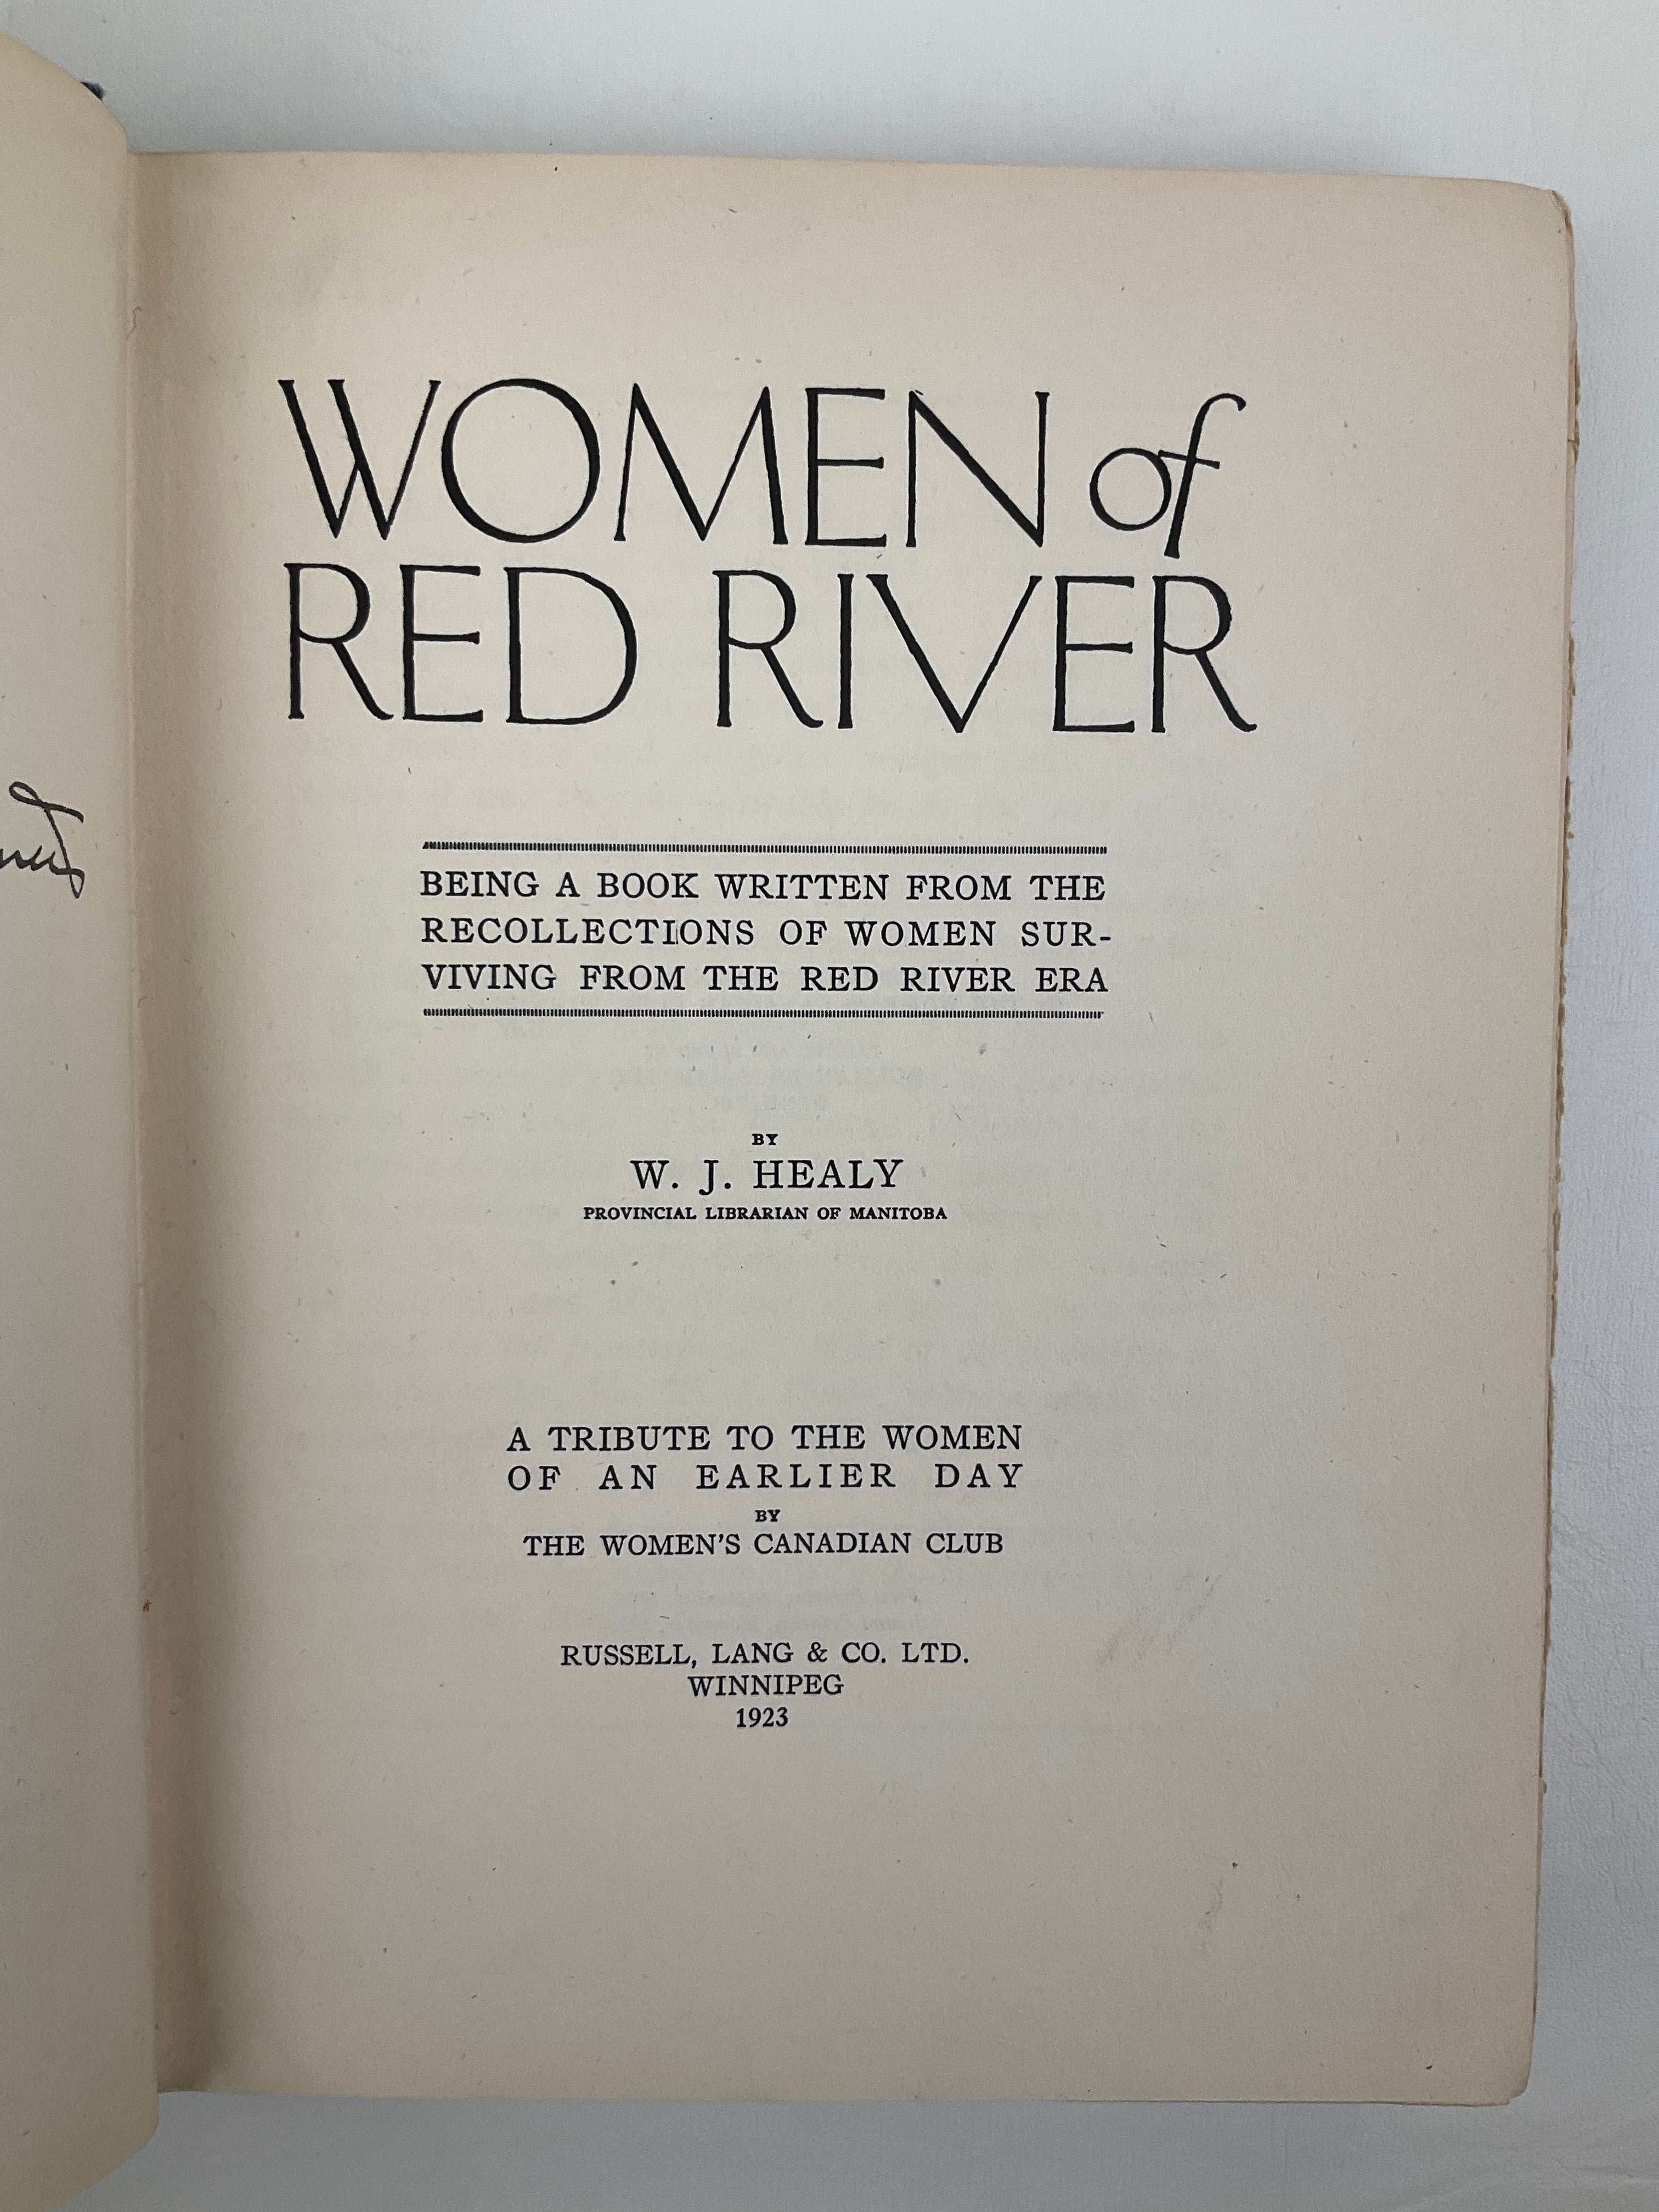 WOMEN of
RED RIVER
BEING A BOOK WRITTEN FROM THE
RECOLLECTIONS OF WOMEN SUR-
VIVING FROM THE RED RIVER ERA
BY
W. J. HEALY
PROVINCIAL LIBRARIAN OF MANITOBA
A TRIBUTE TO THE WOMEN
OF AN EARLIER DAY
BY
THE WOMEN'S CANADIAN CLUB
RUSSELL, LANG & CO. LTD.
WINNIPEG
1923